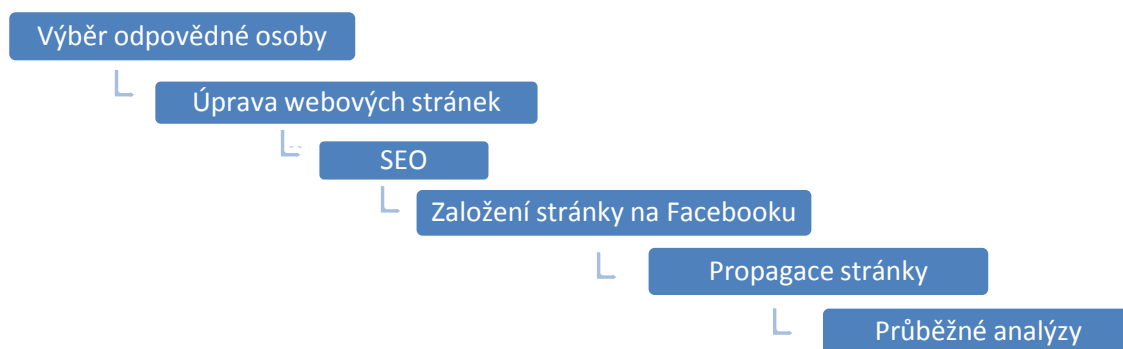 Výběr odpovědné osoby
Úprava webových stránek
SEO
Založení stránky na Facebooku
Propagace stránky
Průběžné analýzy